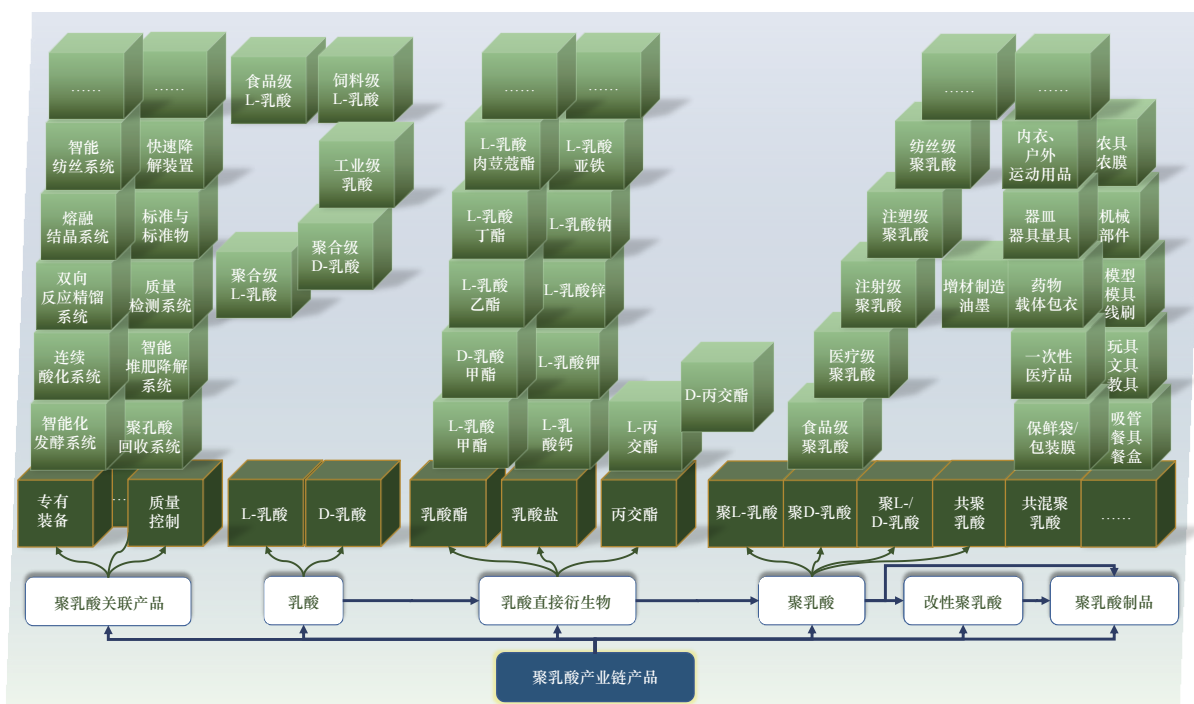 ……
……
食品级
L-乳酸
饲料级
L-乳酸
……
……
……
……
智能
纺丝系统
快速降
解装置
工业级
乳酸
L-乳酸
肉荳蔻酯
L-乳酸
亚铁
纺丝级
聚乳酸
内衣、
户外
运动用品
农具
农膜
熔融
结晶系统
标准与
标准物
聚合级
D-乳酸
L-乳酸
丁酯
L-乳酸钠
注塑级
聚乳酸
器皿
器具量具
机械
部件
双向
反应精馏
系统
质量
检测系统
聚合级
L-乳酸
L-乳酸
乙酯
L-乳酸锌
注射级
聚乳酸
增材制造
油墨
药物
载体包衣
模型
模具
线刷
连续
酸化系统
智能
堆肥降解
系统
D-乳酸
甲酯
L-乳酸钾
D-丙交酯
医疗级
聚乳酸
一次性
医疗品
玩具
文具
教具
智能化
发酵系统
聚孔酸
回收系统
L-乳酸
甲酯
L-乳
酸钙
L-丙
交酯
食品级
聚乳酸
保鲜袋/
包装膜
吸管
餐具
餐盒
专有
装备
……
质量
控制
L-乳酸
D-乳酸
乳酸酯
乳酸盐
丙交酯
聚L-乳酸
聚D-乳酸
聚L-/
D-乳酸
共聚
乳酸
共混聚
乳酸
……
聚乳酸关联产品
乳酸
乳酸直接衍生物
聚乳酸
改性聚乳酸
聚乳酸制品
聚乳酸产业链产品